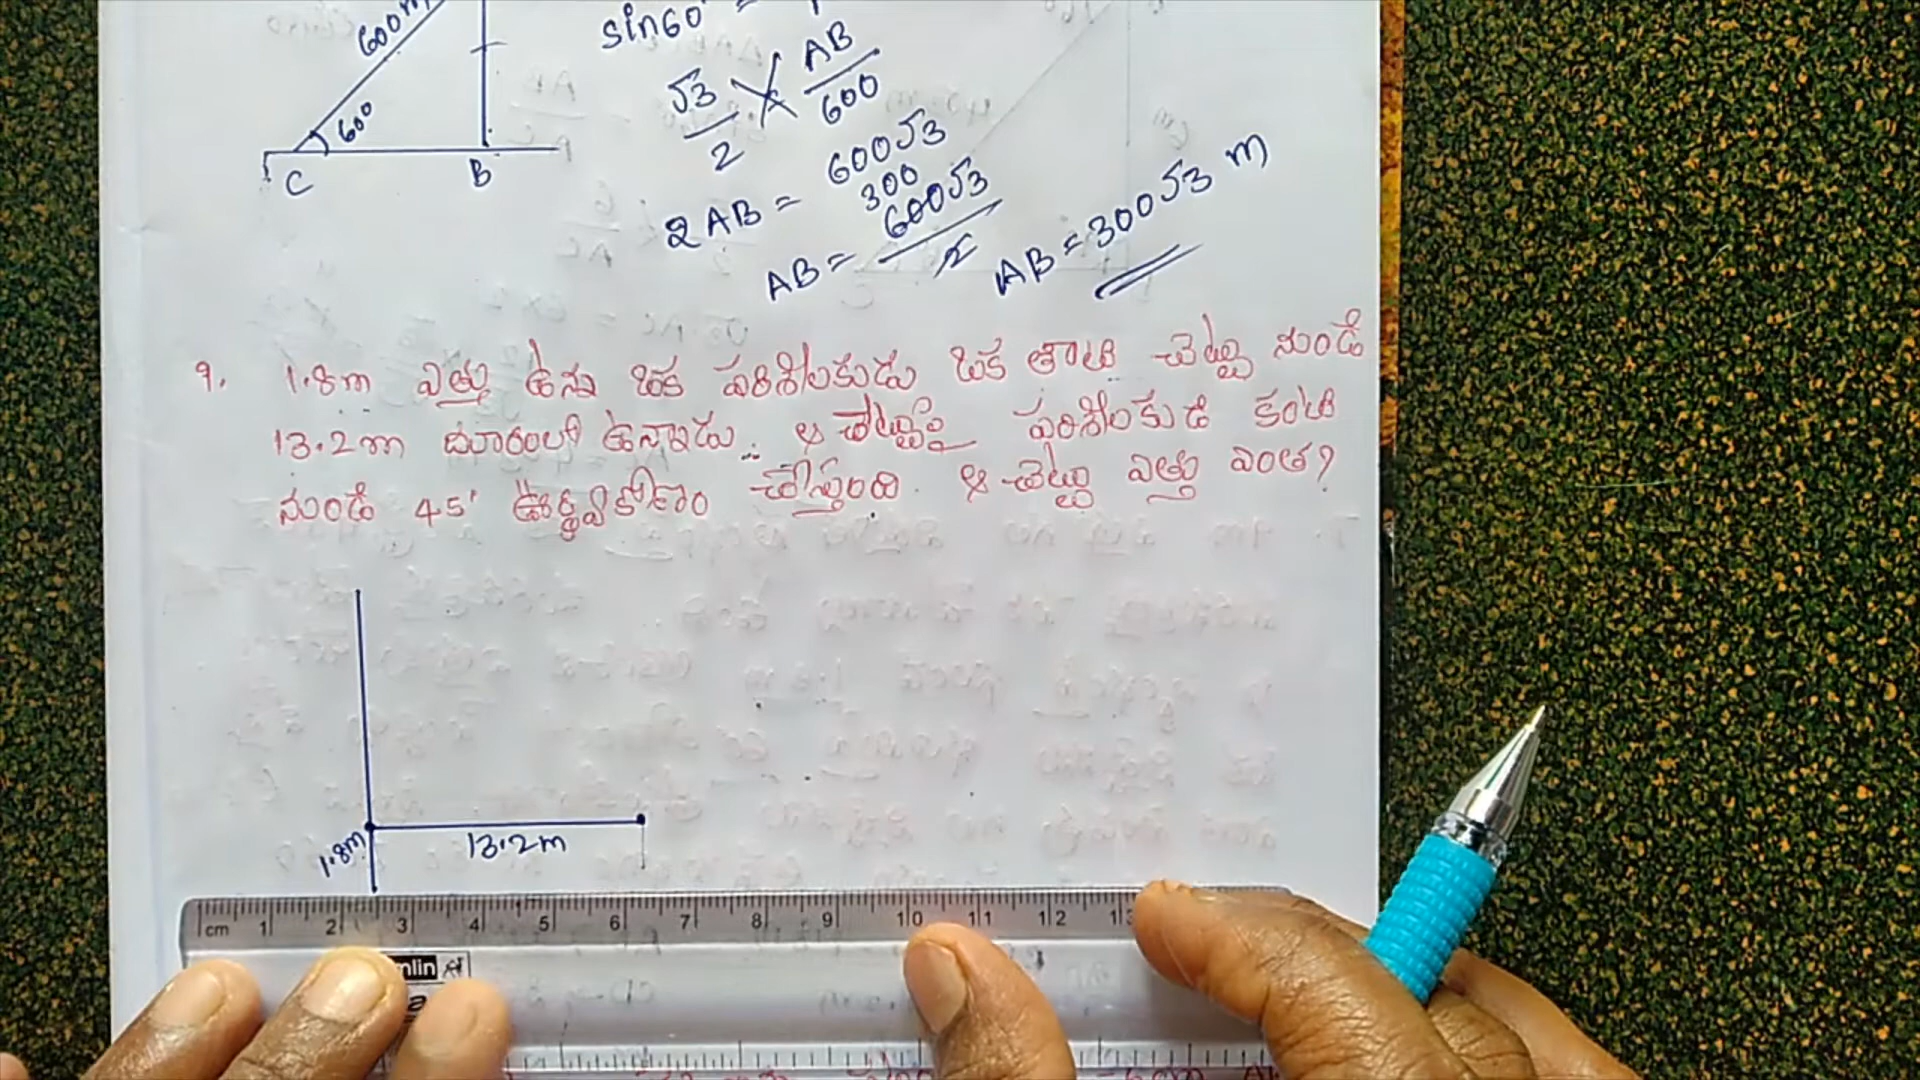 600m
600
C
B
sin60° =
√3/2 × AB/600
2AB = 600√3
300
AB = 600√3/2
AB = 300√3 m
9. 1.8m ఎత్తు ఉన్న ఒక పరిశీలకుడు ఒక తాటి చెట్టు నుండి
13.2m దూరంలో ఉన్నాడు. ఆ చెట్టుపై పరిశీలకుడి కంటి
నుండి 45° ఊర్ధ్వకోణం చేస్తుంది. ఆ చెట్టు ఎత్తు ఎంత?
1.8m
13.2m
cm 1 2 3 4 5 6 7 8 9 10 11 12 13
mlin